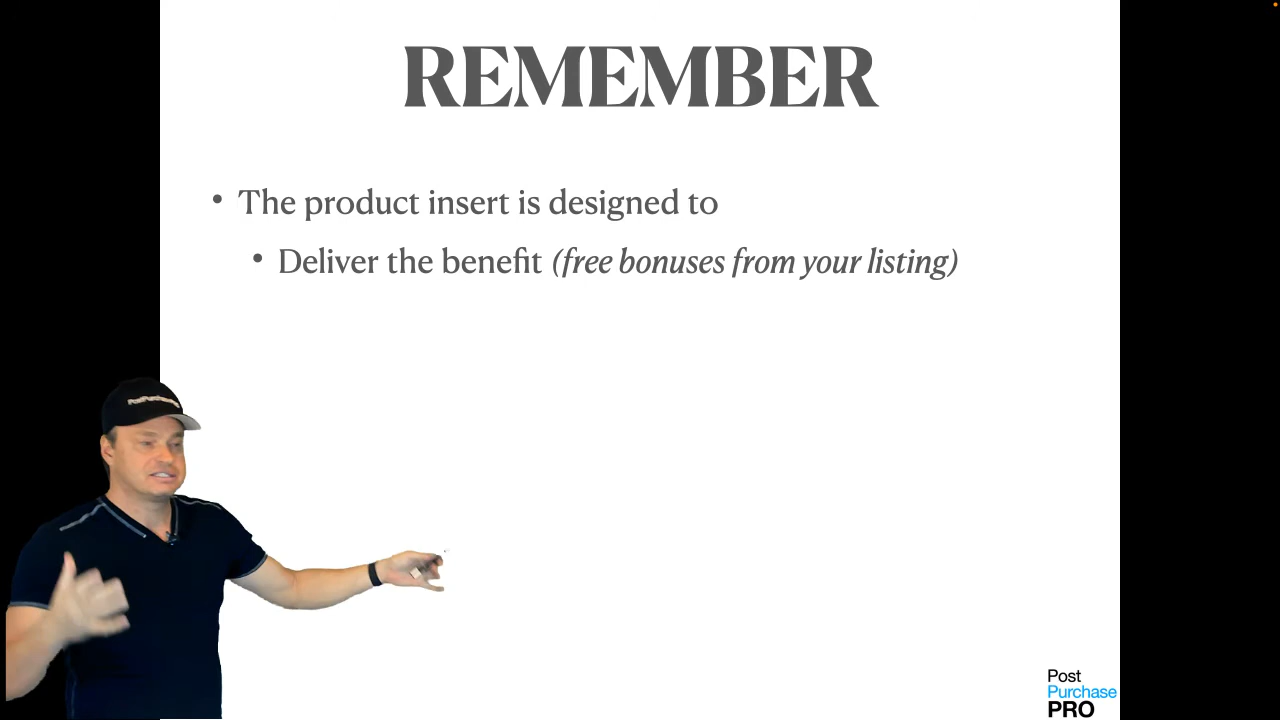 REMEMBER
• The product insert is designed to
• Deliver the benefit (free bonuses from your listing)
Post
Purchase
PRO